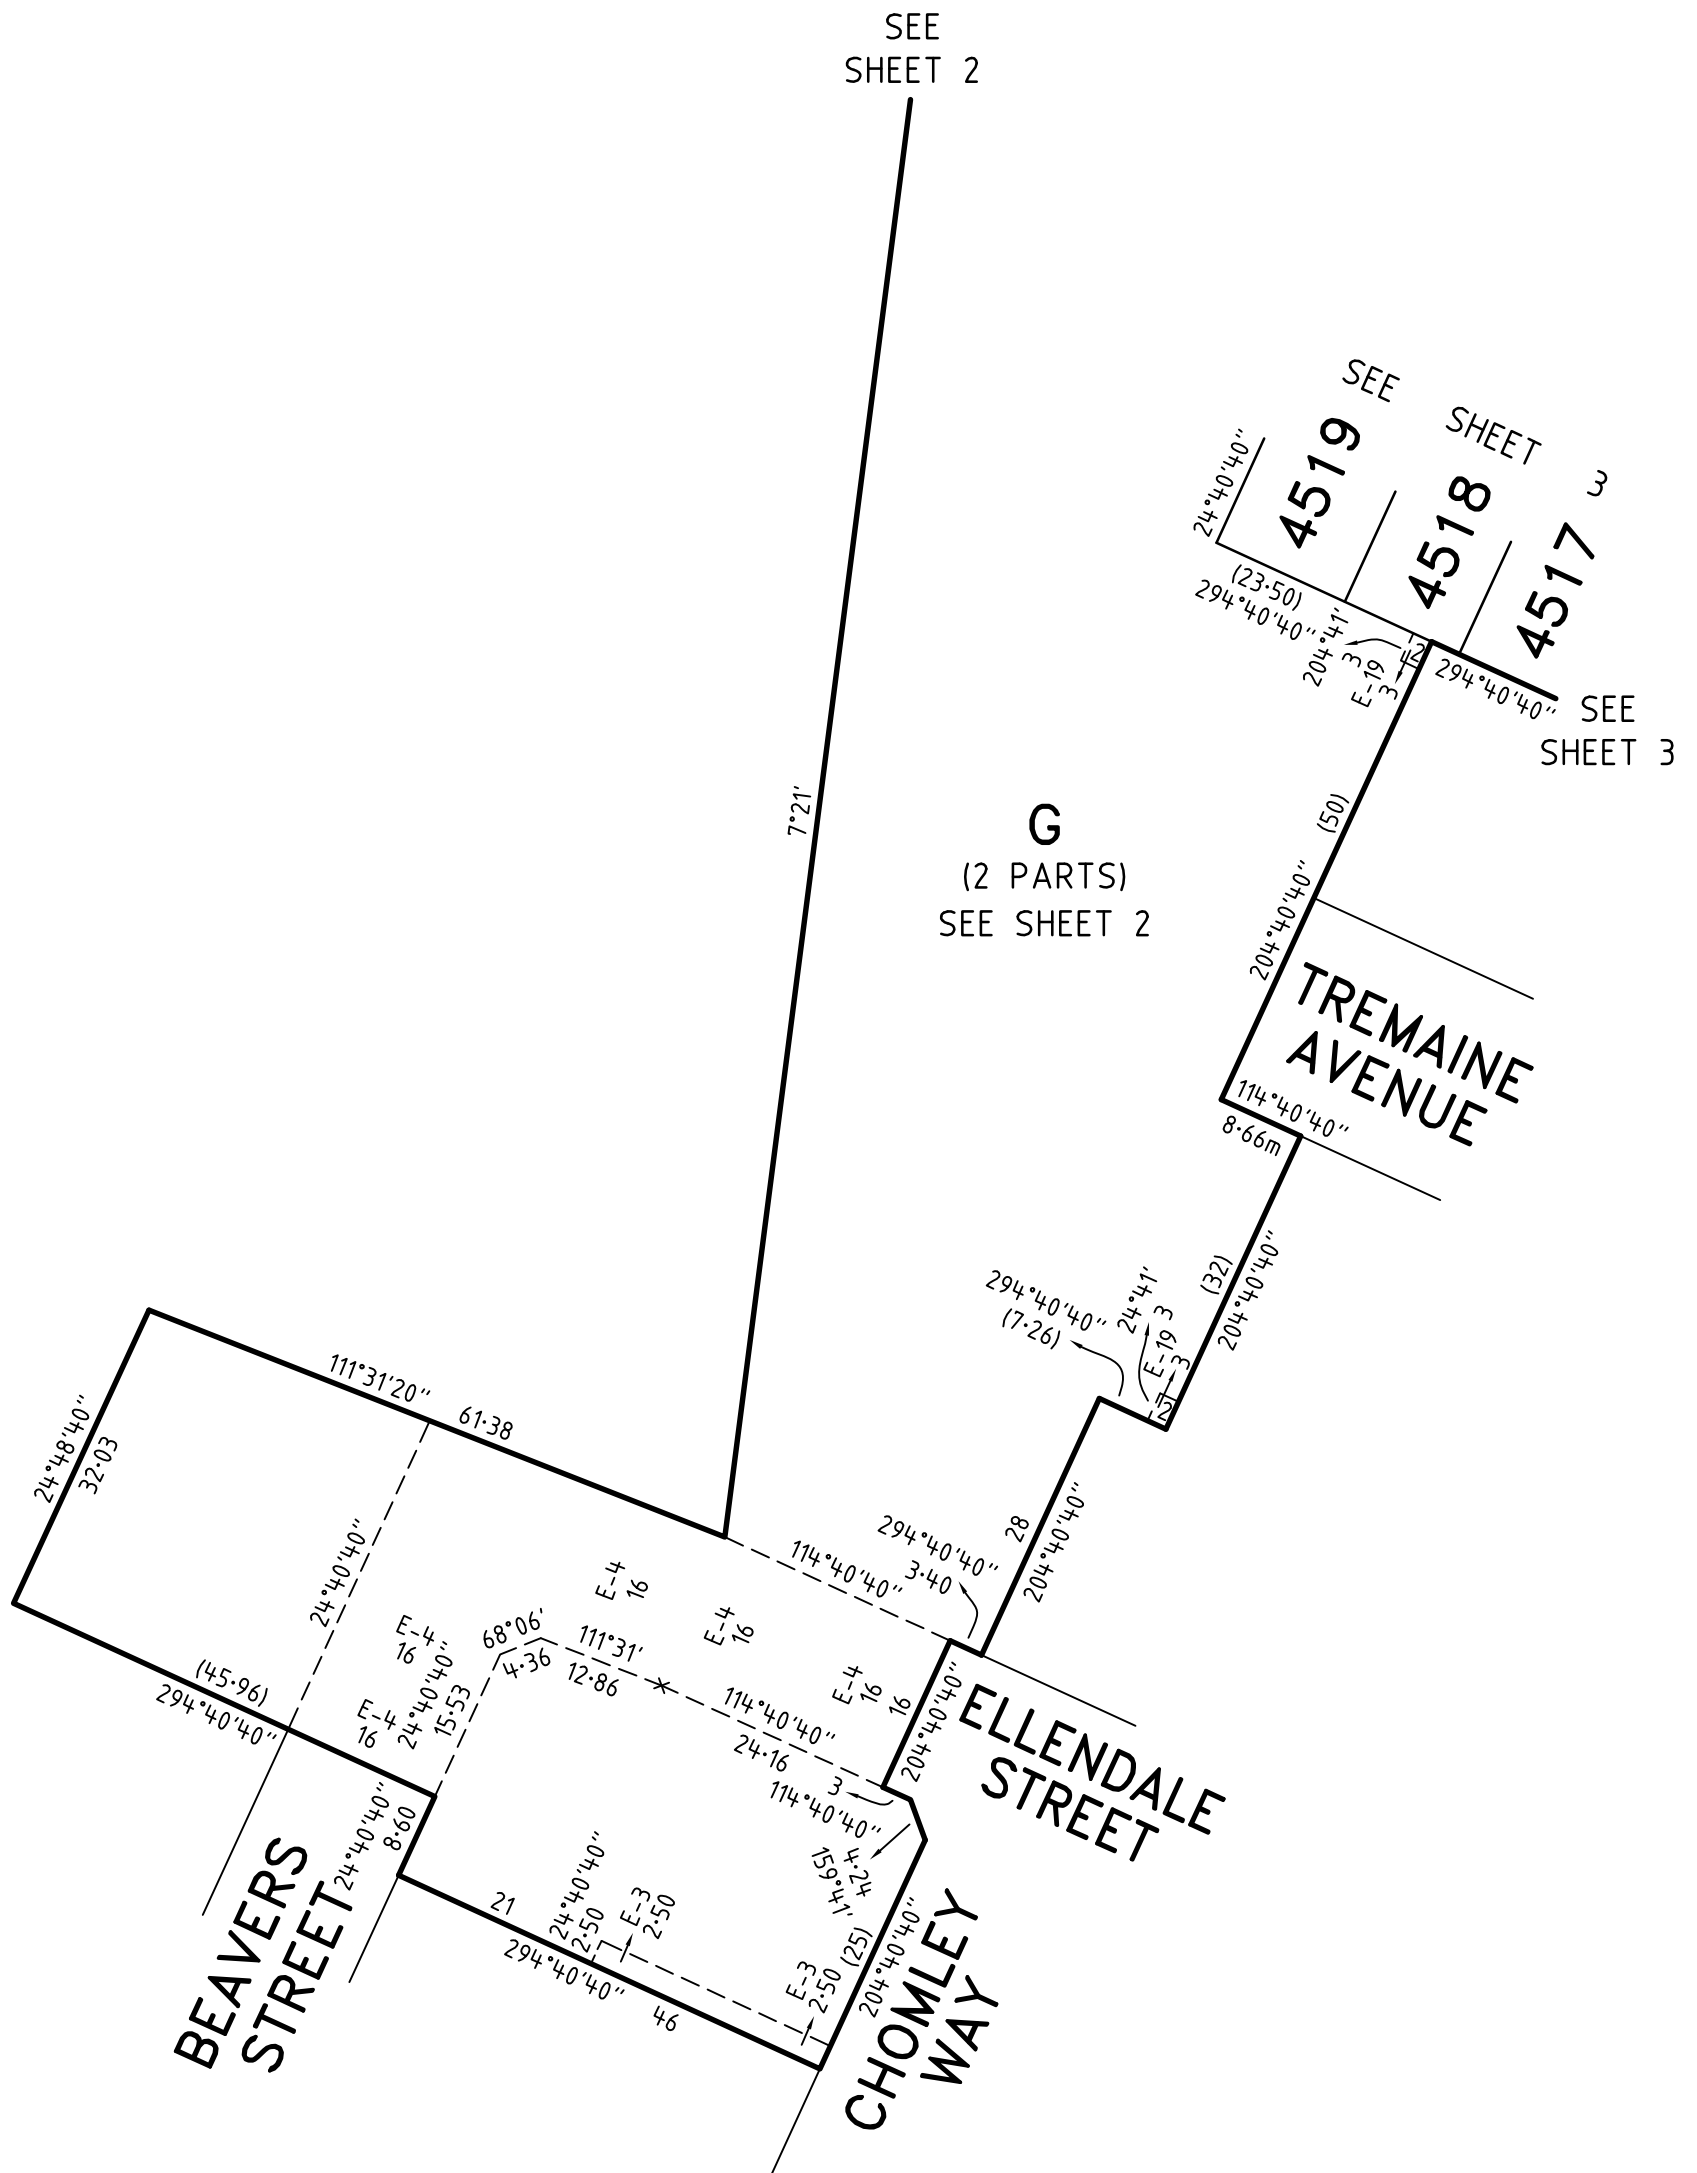 SEE
SHEET 2
SEE SHEET 3
4519
4518
4517
24°40'40"
(23·50)
294°40'40"
204°41'
3
E-19
3
2
294°40'40"
SEE
SHEET 3
7°21'
(50)
204°40'40"
G
(2 PARTS)
SEE SHEET 2
TREMAINE
AVENUE
114°40'40"
8·66m
(32)
204°40'40"
294°40'40"
(7·26)
24°41'
3
E-19
3
2
111°31'20"
61·38
24°48'40"
32·03
24°40'40"
28
204°40'40"
294°40'40"
3·40
114°40'40"
E-4
16
E-4
16
E-4
16
16
204°40'40"
68°06'
4·36
111°31'
12·86
E-4
16
24°40'40"
15·53
E-4
16
(45·96)
294°40'40"
114°40'40"
24·16
3
114°40'40"
ELLENDALE
STREET
4·24
159°41'
24°40'40"
8·60
BEAVERS
STREET
21
294°40'40"
46
24°40'40"
2·50
E-3
2·50
E-3
2·50
(25)
204°40'40"
CHOMLEY
WAY